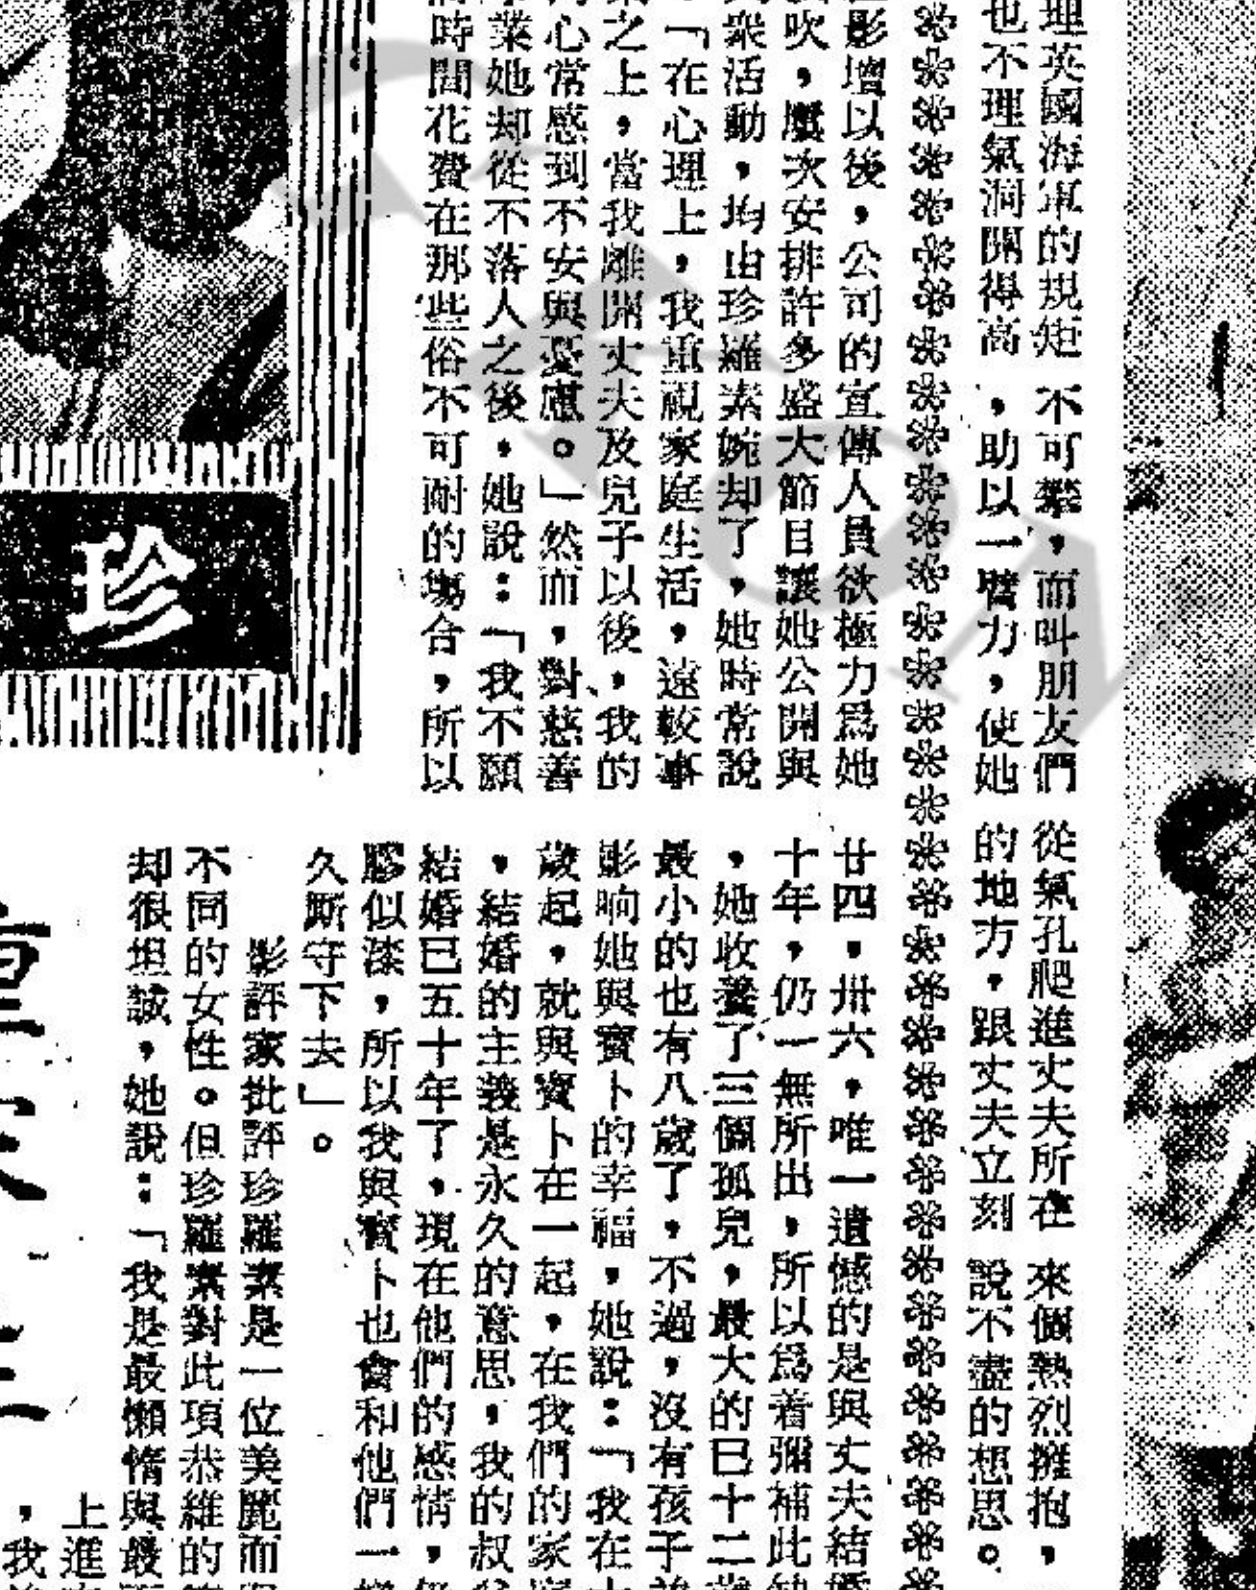 理英國海軍的規矩 不可攀，而叫朋友們 從氣孔爬進丈夫所在 來個熱烈擁抱，
也不理氣洞開得高 ，助以一臂力，使她 的地方，跟丈夫立刻 說不盡的想思。
影壇以後，公司的宣傳人員欲極力爲她
吹，屢次安排許多盛大節目讓她公開與
衆活動，均由珍羅素婉却了，她時常說
「在心理上，我重視家庭生活，遠較事
之上，當我離開丈夫及兒子以後，我的
心常感到不安與憂慮。」然而，對慈善
業她却從不落人之後，她說：「我不願
時間花費在那些俗不可耐的場合，所以
廿四，卅六，唯一遺憾的是與丈夫結婚
十年，仍一無所出，所以爲着彌補此
，她收養了三個孤兒，最大的已十二歲
最小的也有八歲了，不過，沒有孩子
影响她與寶卜的幸福，她說：「我在
歲起，就與寶卜在一起，在我們的家
，結婚的主義是永久的意思，我的叔
結婚已五十年了，現在他們的感情，
膠似漆，所以我與寶卜也會和他們一
久厮守下去」。
影評家批評珍羅素是一位美麗而
不同的女性。但珍羅素對此項恭維的
却很坦誠，她說：「我是最懶惰與最
上進
，我
珍
CIXON